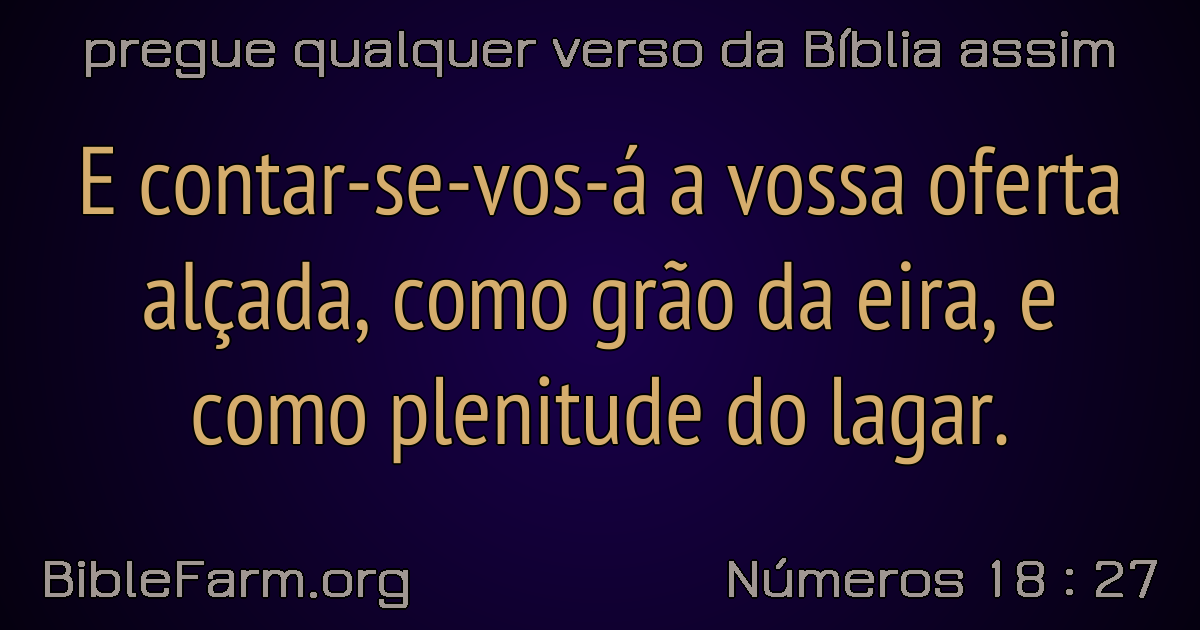 pregue qualquer verso da Bíblia assim
E contar-se-vos-á a vossa oferta
alçada, como grão da eira, e
como plenitude do lagar.
BibleFarm.org
Números 18 : 27